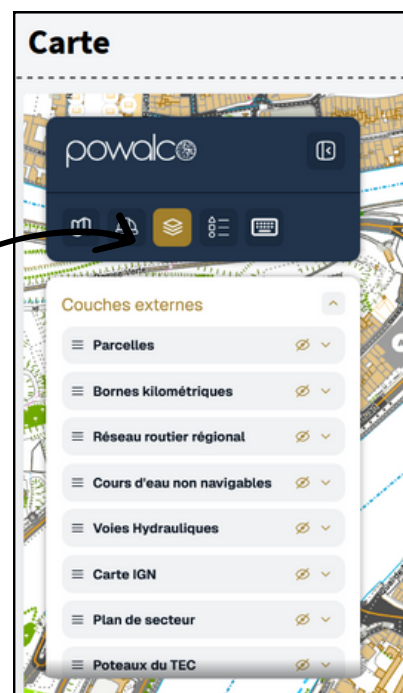 Carte
powalco
Couches externes
Parcelles
Bornes kilométriques
Réseau routier régional
Cours d'eau non navigables
Voies Hydrauliques
Carte IGN
Plan de secteur
Poteaux du TEC